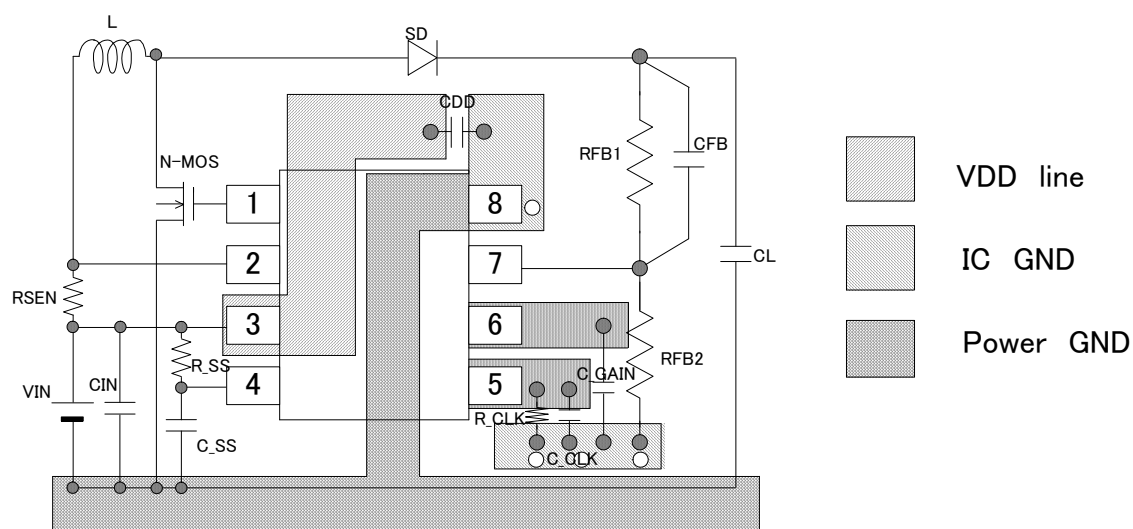 L
SD
CDD
N-MOS
RFB1
CFB
VDD line
1
8
2
7
CL
IC GND
RSEN
3
6
R_SS
C_GAIN
RFB2
Power GND
VIN
CIN
4
5
R_CLK
C_SS
C_CLK